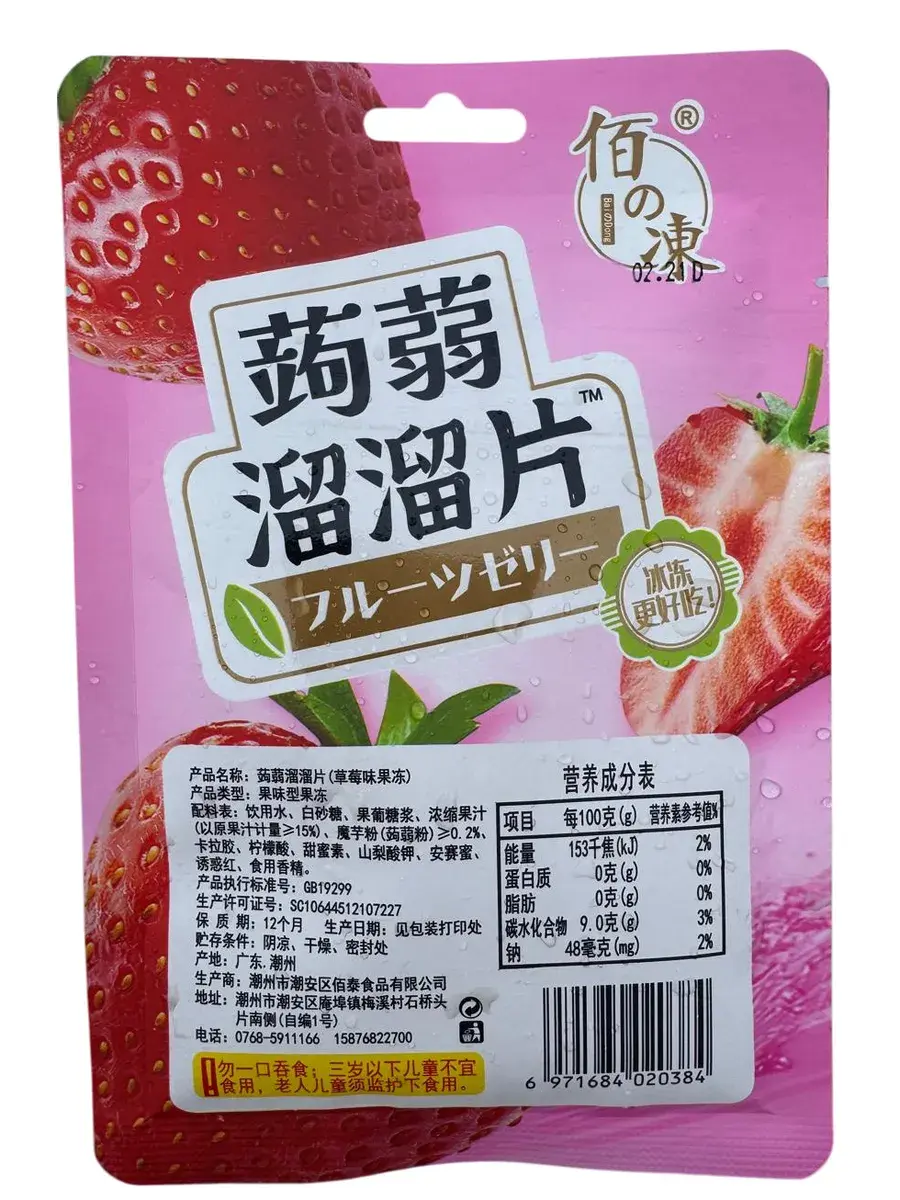 佰の凍®
Bai の Dong
02.21D
蒟蒻
溜溜片™
フルーツゼリー
冰冻
更好吃！
产品名称：蒟蒻溜溜片(草莓味果冻)
产品类型：果味型果冻
配料表：饮用水、白砂糖、果葡糖浆、浓缩果汁
(以原果汁计量≥15%)、魔芋粉(蒟蒻粉)≥0.2%、
卡拉胶、柠檬酸、甜蜜素、山梨酸钾、安赛蜜、
诱惑红、食用香精。
产品执行标准号：GB19299
生产许可证号：SC10644512107227
保质期：12个月 生产日期：见包装打印处
贮存条件：阴凉、干燥、密封处
产地：广东.潮州
生产商：潮州市潮安区佰泰食品有限公司
地址：潮州市潮安区庵埠镇梅溪村石桥头
片南侧(自编1号)
电话：0768-5911166 15876822700
！勿一口吞食；三岁以下儿童不宜
食用，老人儿童须监护下食用。
营养成分表
项目 每100克(g) 营养素参考值%
能量 153千焦(kJ) 2%
蛋白质 0克(g) 0%
脂肪 0克(g) 0%
碳水化合物 9.0克(g) 3%
钠 48毫克(mg) 2%
6 971684 020384